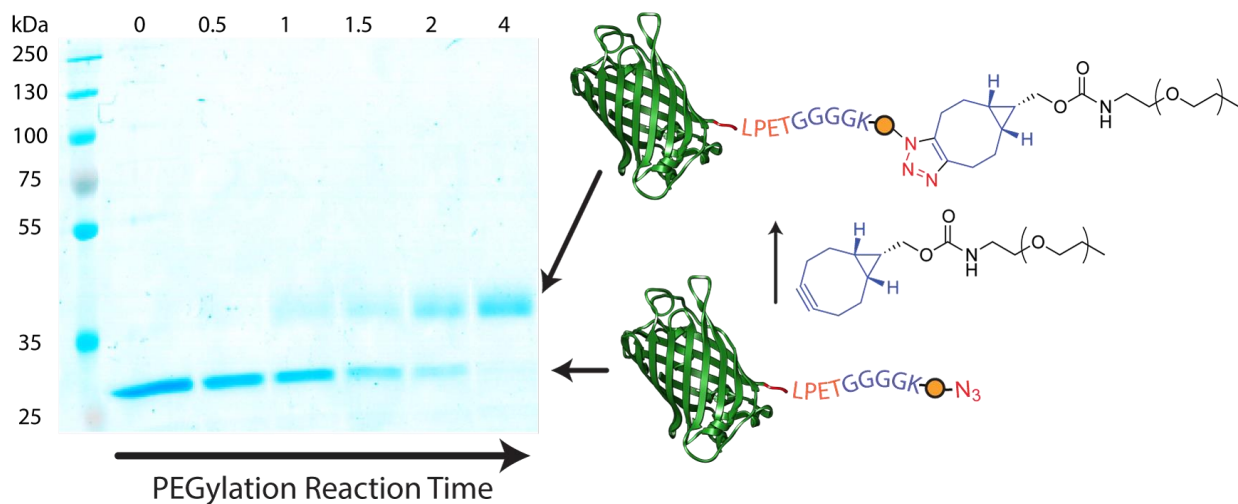 kDa 0 0.5 1 1.5 2 4
250
130
100
75
55
35
25
PEGylation Reaction Time
LPETGGGGK
N
N
N
H
H
O
O
N
H
O
H
H
O
O
N
H
O
LPETGGGGK N3